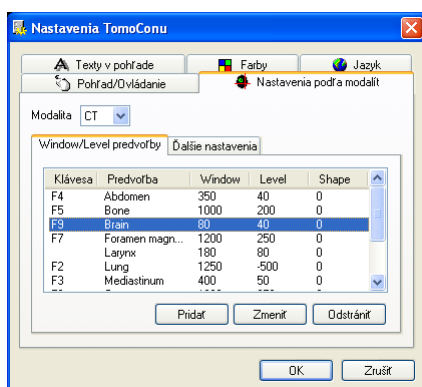 Nastavenia TomoConu
Texty v pohľade Farby Jazyk
Pohľad/Ovládanie Nastavenia podľa modalít
Modalita CT
Window/Level predvoľby Ďalšie nastavenia
Klávesa Predvoľba Window Level Shape
F4 Abdomen 350 40 0
F5 Bone 1000 200 0
F9 Brain 80 40 0
F7 Foramen magn... 1200 250 0
Larynx 180 80 0
F2 Lung 1250 -500 0
F3 Mediastinum 400 50 0
Pridať Zmeniť Odstrániť
OK Zrušiť